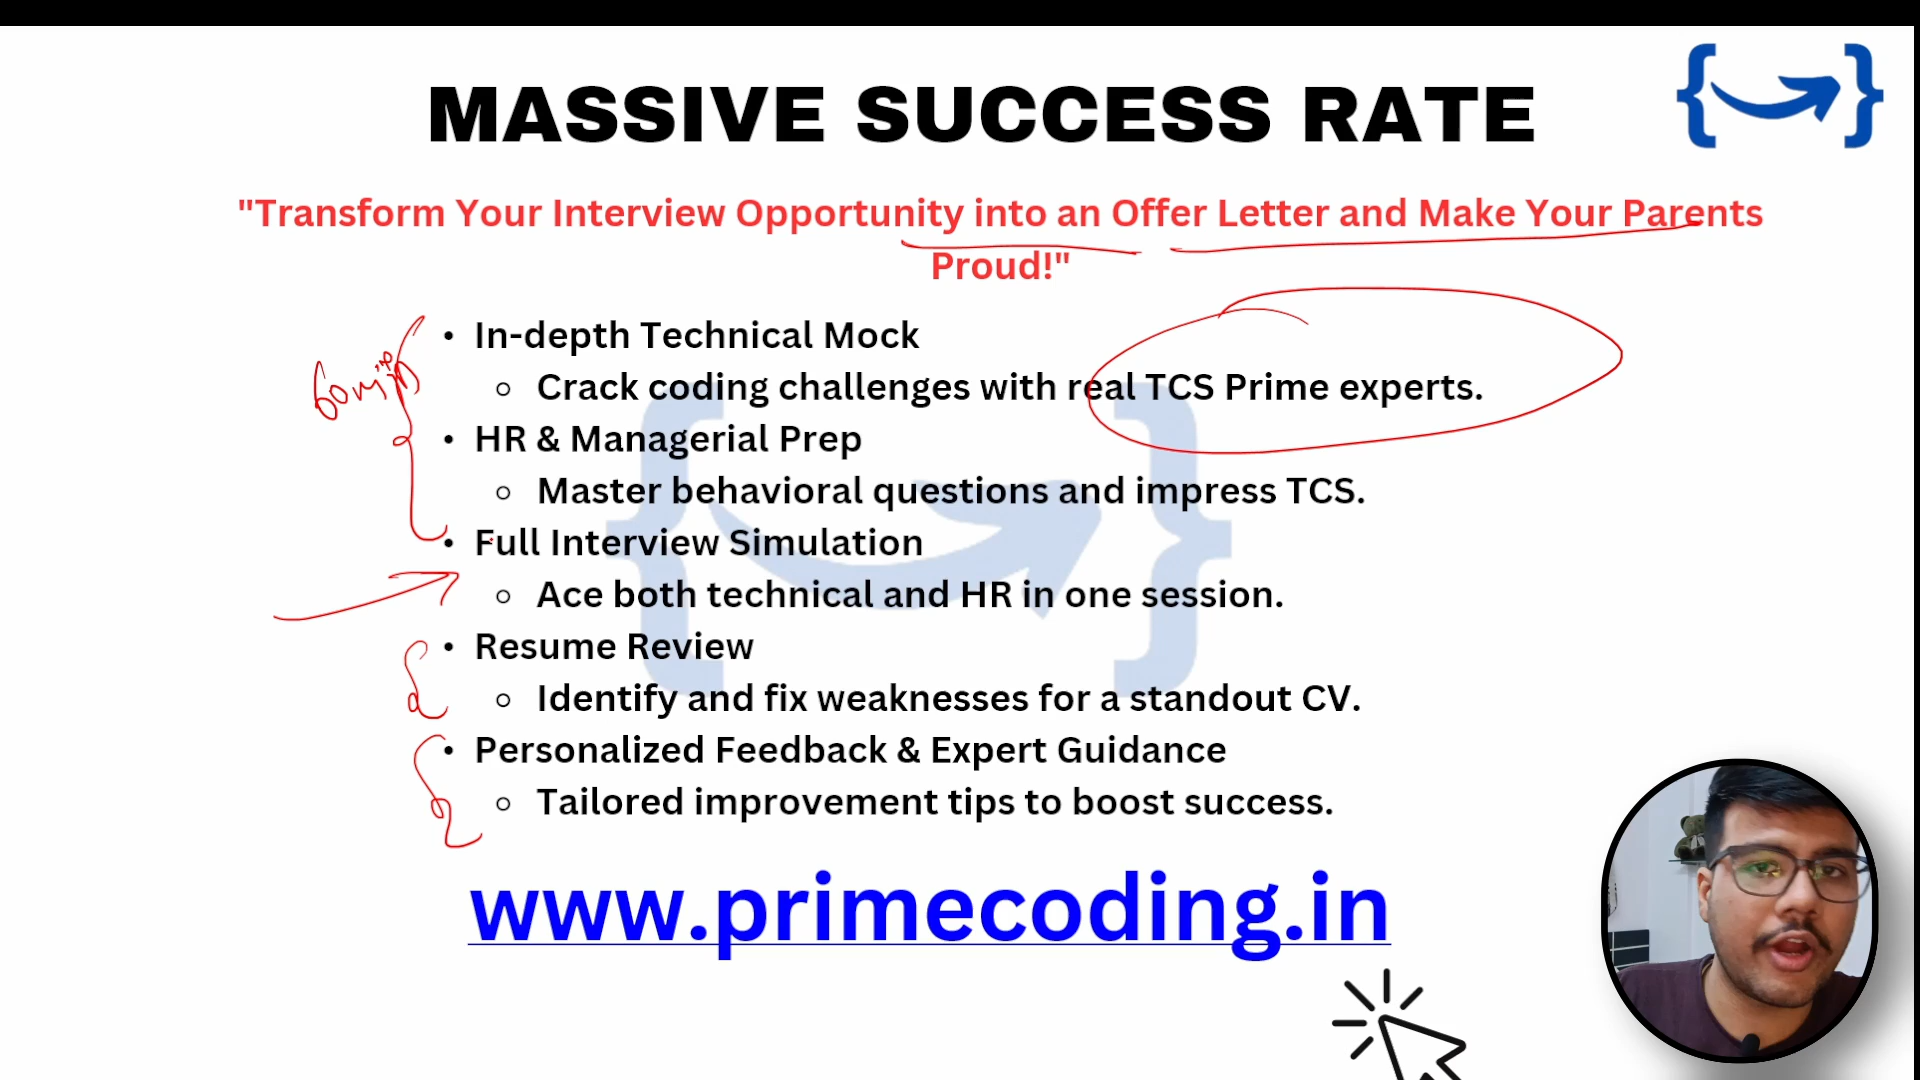 MASSIVE SUCCESS RATE
"Transform Your Interview Opportunity into an Offer Letter and Make Your Parents
Proud!"
• In-depth Technical Mock
○ Crack coding challenges with real TCS Prime experts.
60 min
• HR & Managerial Prep
○ Master behavioral questions and impress TCS.
• Full Interview Simulation
○ Ace both technical and HR in one session.
• Resume Review
○ Identify and fix weaknesses for a standout CV.
• Personalized Feedback & Expert Guidance
○ Tailored improvement tips to boost success.
www.primecoding.in